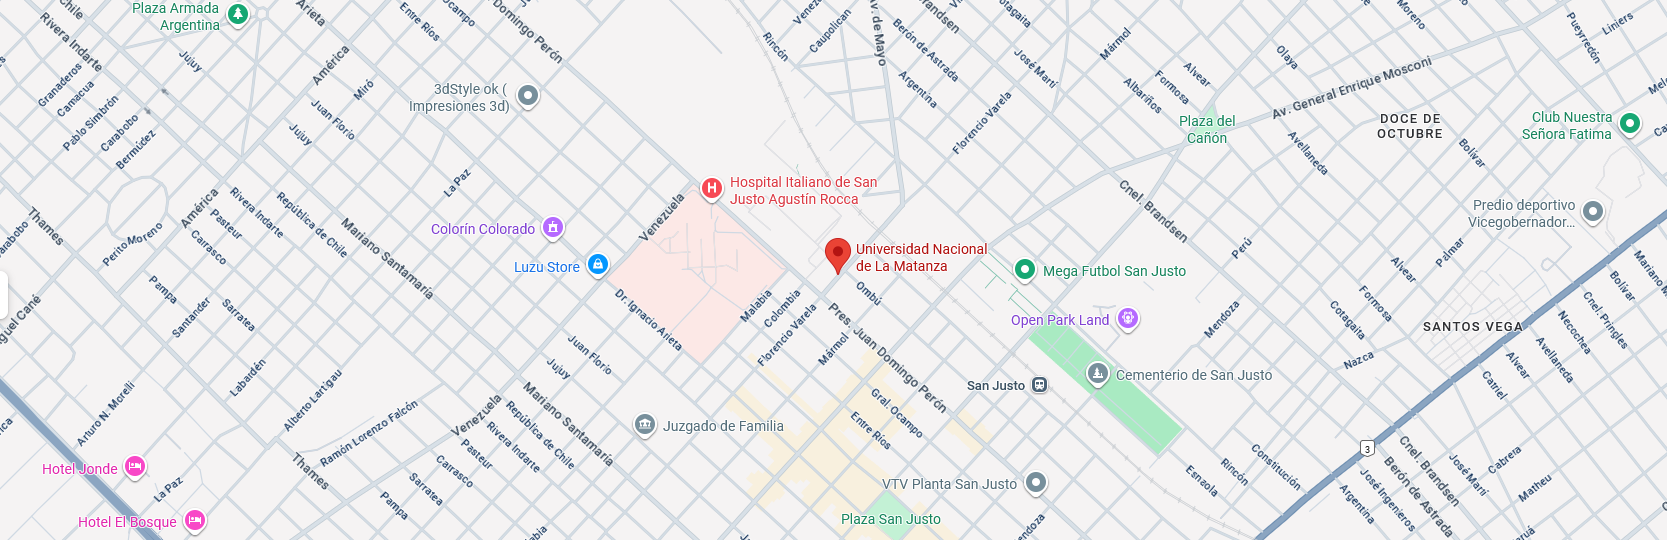 Plaza Armada
Argentina
Chile
Arieta
Entre Ríos
Ocampo
Domingo Perón
Venezuela
Caupolican
Rincón
Av. de Mayo
Brandsen
Berón de Astrada
Cotagaita
Moreno
Pueyrredón
Liniers
Rivera Indarte
Jujuy
América
Miró
Granaderos
Camacua
Pablo Simbrón
Carabobo
Bermúdez
Juan Florio
Jujuy
3dStyle ok (
Impresiones 3d)
Argentina
José Martí
Mármol
Florencio Varela
Albariños
Formosa
Alvear
Olaya
Av. General Enrique Mosconi
DOCE DE
OCTUBRE
Club Nuestra
Señora Fatima
Plaza del
Cañón
Avellaneda
Bolívar
La Paz
Hospital Italiano de San
Justo Agustín Rocca
Cnel. Brandsen
Predio deportivo
Vicegobernador...
Thames
Perito Moreno
América
Rivera Indarte
Pasteur
Cairasco
República de Chile
Mariano Santamaría
Colorín Colorado
Venezuela
Luzu Store
Universidad Nacional
de La Matanza
Ombú
Mega Futbol San Justo
Perú
Alvear
Palmar
Pampa
Santander
Sarratea
Dr. Ignacio Arieta
Malabia
Colombia
Florencio Varela
Mármol
Pres. Juan Domingo Perón
Open Park Land
Mendoza
Cotagaita
Formosa
SANTOS VEGA
Bolívar
Cnel. Pringles
Necochea
Avellaneda
Alvear
Catriel
Nazca
Labardén
Alberto Lartigau
Arturo N. Morelli
Juan Florio
Jujuy
Mariano Santamaría
San Justo
Cementerio de San Justo
Gral. Ocampo
Entre Ríos
Ramón Lorenzo Falcón
Venezuela
República de Chile
Rivera Indarte
Pasteur
Cairasco
Juzgado de Familia
3
Cnel. Brandsen
Berón de Astrada
José Martí
Cabrera
Matheu
Hotel Jonde
La Paz
Thames
Pampa
Sarratea
VTV Planta San Justo
Esnaola
Rincón
Constitución
Argentina
José Ingenieros
Hotel El Bosque
Plaza San Justo